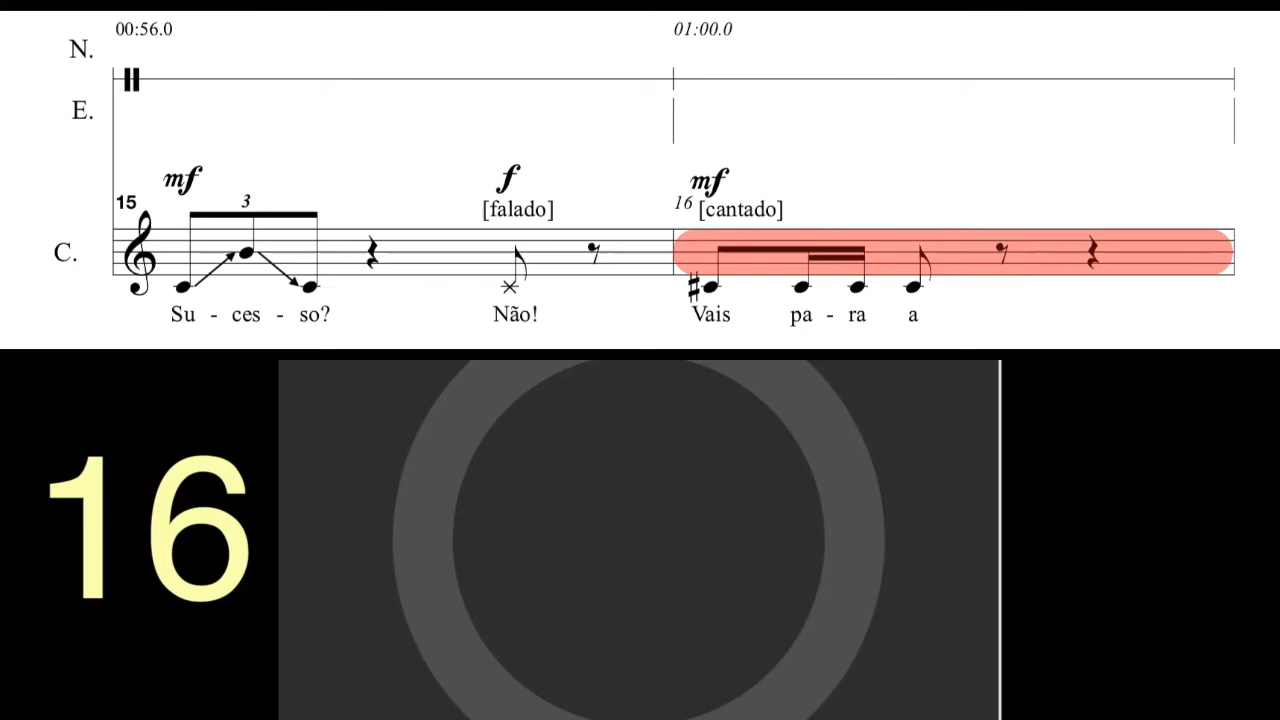 00:56.0 01:00.0
N.
E.
mf f mf
15 3 [falado] 16 [cantado]
C.
Su - ces - so? Não! Vais pa - ra a
16